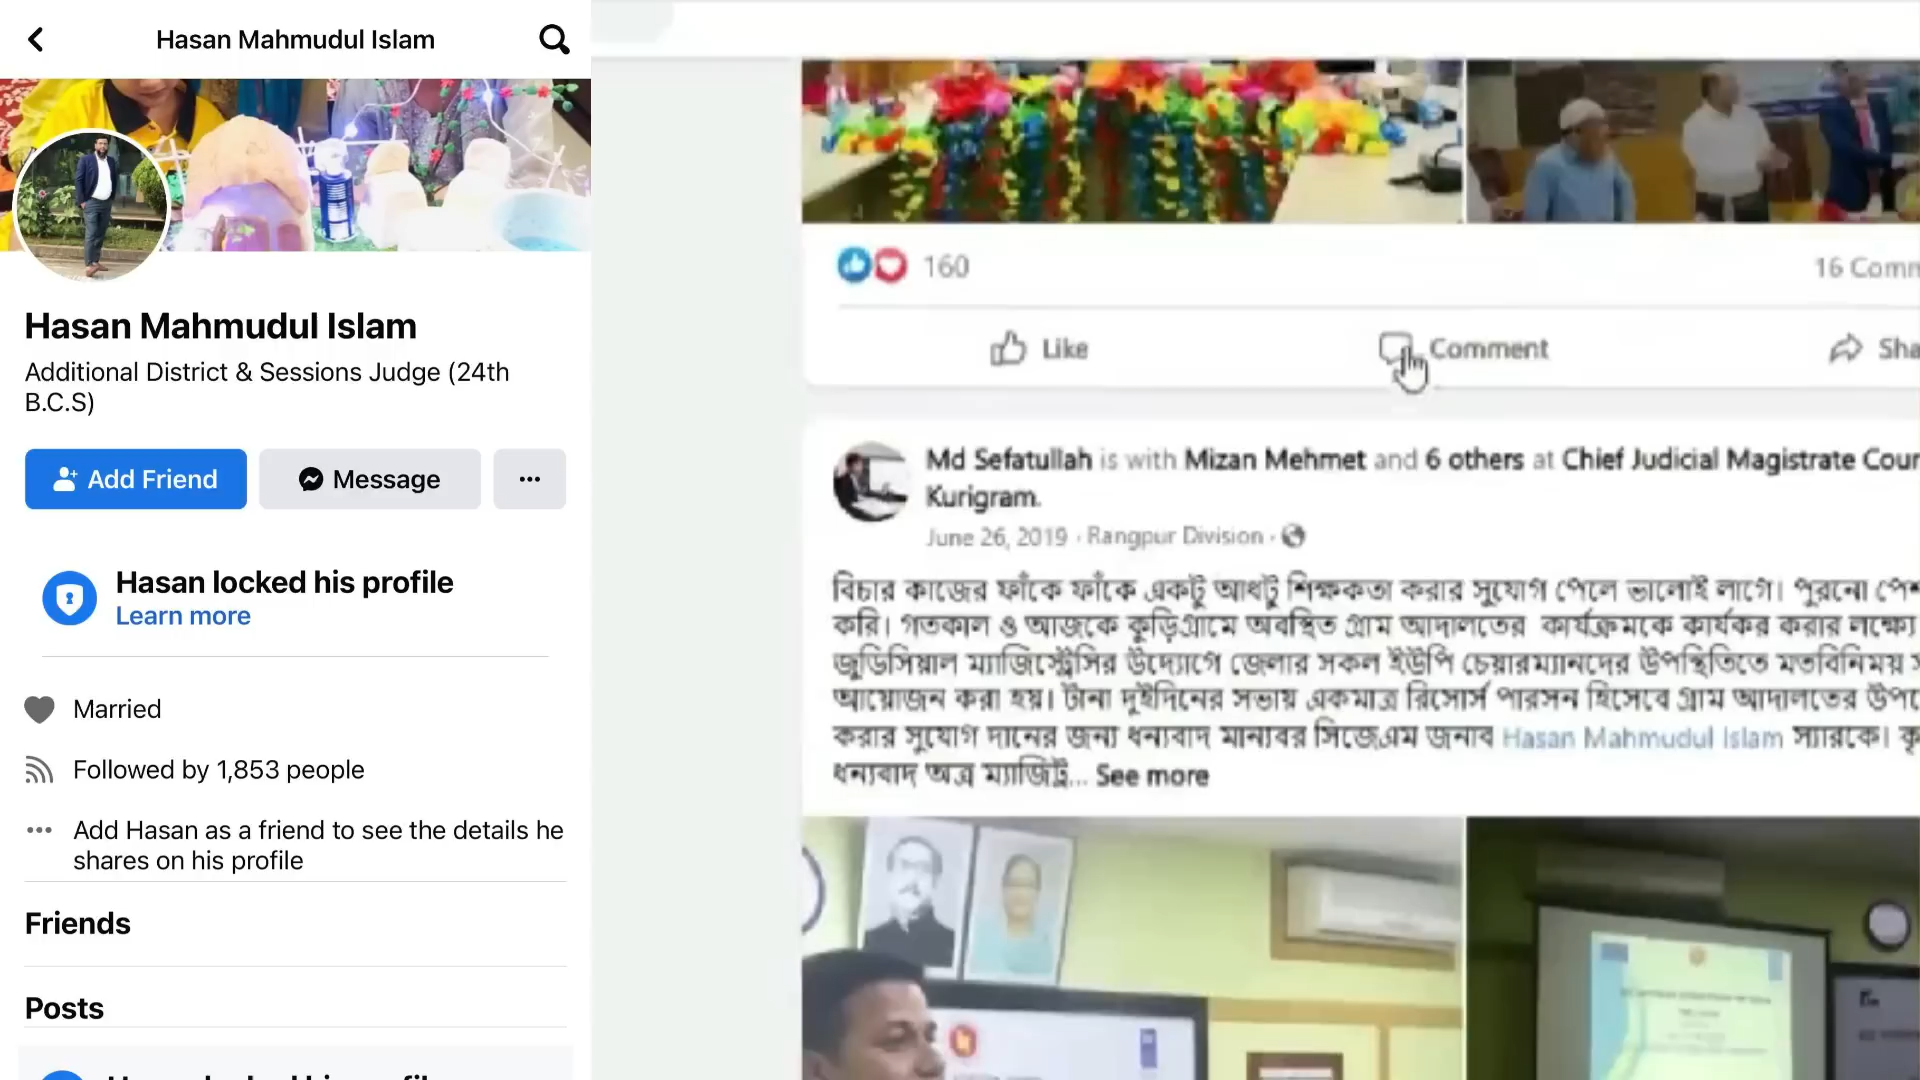 Hasan Mahmudul Islam
Hasan Mahmudul Islam
Additional District & Sessions Judge (24th
B.C.S)
Add Friend
Message
Hasan locked his profile
Learn more
Married
Followed by 1,853 people
Add Hasan as a friend to see the details he
shares on his profile
Friends
Posts
160
16
Like
Comment
Md Sefatullah is with Mizan Mehmet and 6 others at Chief Judicial Magistrate
Kurigram.
June 26, 2019 · Rangpur Division ·
বিচার কাজের ফাঁকে ফাঁকে একটু আধটু শিক্ষকতা করার সুযোগ পেলে ভালোই লাগে। পুরনো
করি। গতকাল ও আজকে কুড়িগ্রামে অবস্থিত গ্রাম আদালতের কার্যক্রমকে কার্যকর করার লক্ষ্যে
জুডিসিয়াল ম্যাজিস্ট্রেসির উদ্যোগে জেলার সকল ইউপি চেয়ারম্যানদের উপস্থিতিতে মতবিনিময়
আয়োজন করা হয়। টানা দুইদিনের সভায় একমাত্র রিসোর্স পারসন হিসেবে গ্রাম আদালতের
করার সুযোগ দানের জন্য ধন্যবাদ মান্যবর সিজেএম জনাব Hasan Mahmudul Islam স্যারকে।
ধন্যবাদ অত্র ম্যাজিস্ট্র... See more